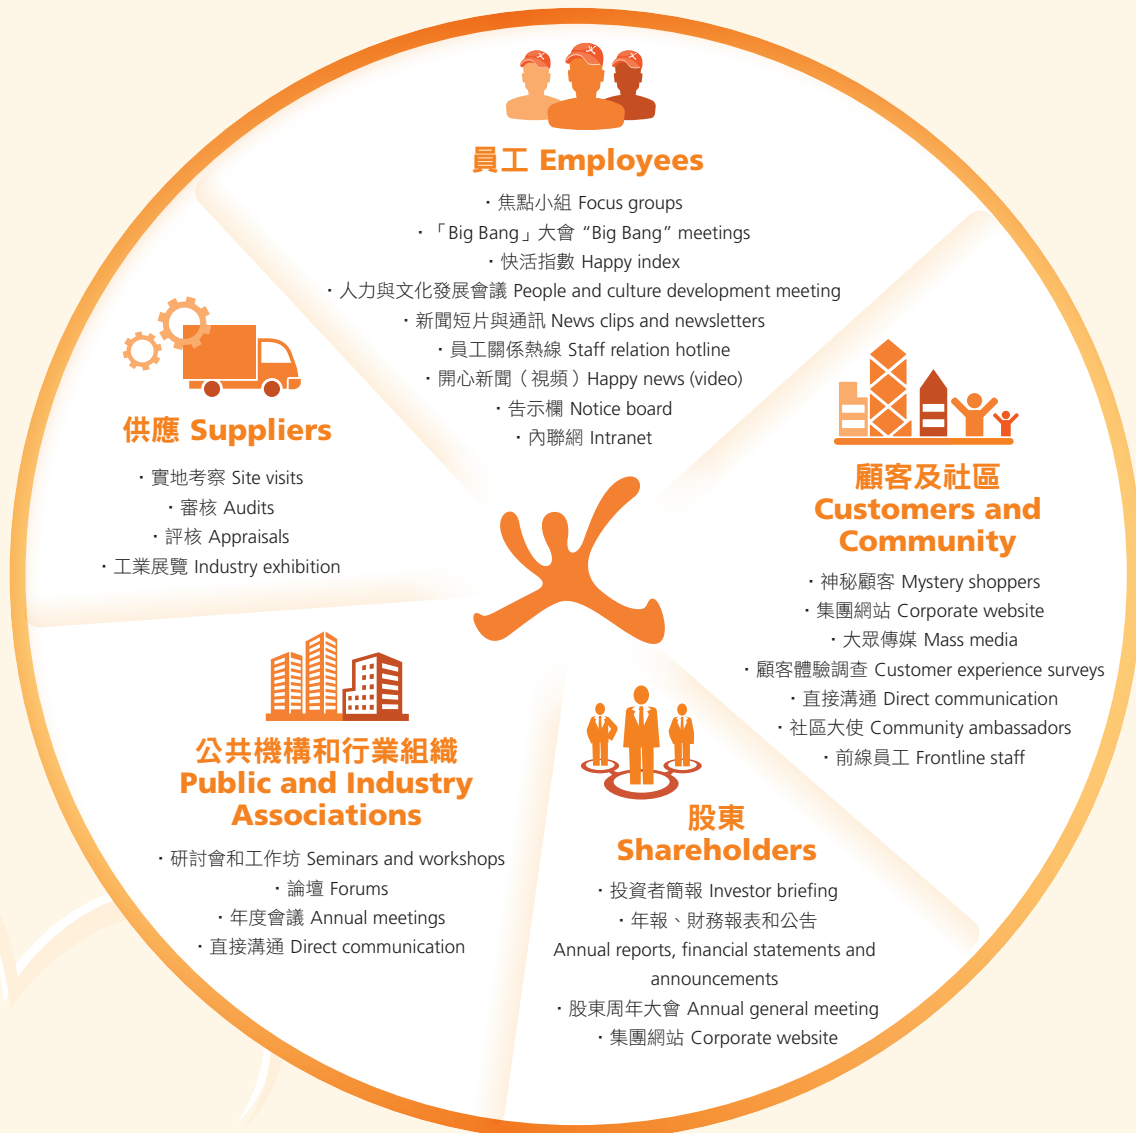 員工 Employees
・焦點小組 Focus groups
・「Big Bang」大會 “Big Bang” meetings
・快活指數 Happy index
・人力與文化發展會議 People and culture development meeting
・新聞短片與通訊 News clips and newsletters
・員工關係熱線 Staff relation hotline
・開心新聞（視頻）Happy news (video)
・告示欄 Notice board
・內聯網 Intranet
供應 Suppliers
・實地考察 Site visits
・審核 Audits
・評核 Appraisals
・工業展覽 Industry exhibition
顧客及社區
Customers and
Community
・神秘顧客 Mystery shoppers
・集團網站 Corporate website
・大眾傳媒 Mass media
・顧客體驗調查 Customer experience surveys
・直接溝通 Direct communication
・社區大使 Community ambassadors
・前線員工 Frontline staff
公共機構和行業組織
Public and Industry
Associations
・研討會和工作坊 Seminars and workshops
・論壇 Forums
・年度會議 Annual meetings
・直接溝通 Direct communication
股東
Shareholders
・投資者簡報 Investor briefing
・年報、財務報表和公告
Annual reports, financial statements and
announcements
・股東周年大會 Annual general meeting
・集團網站 Corporate website